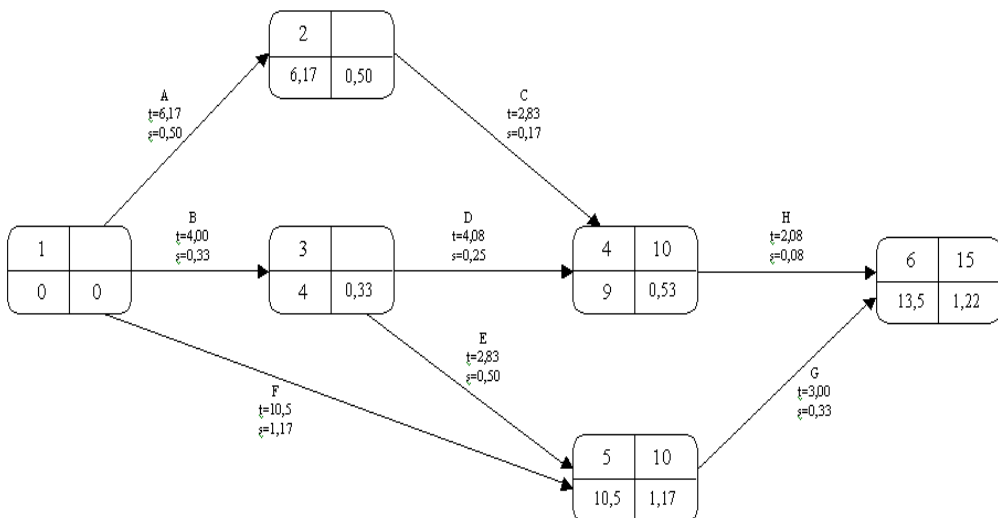 2
6,17 0,50
A
t=6,17
s=0,50
C
t=2,83
s=0,17
1
0 0
B
t=4,00
s=0,33
3
4 0,33
D
t=4,08
s=0,25
4 10
9 0,53
H
t=2,08
s=0,08
6 15
13,5 1,22
E
t=2,83
s=0,50
F
t=10,5
s=1,17
G
t=3,00
s=0,33
5 10
10,5 1,17